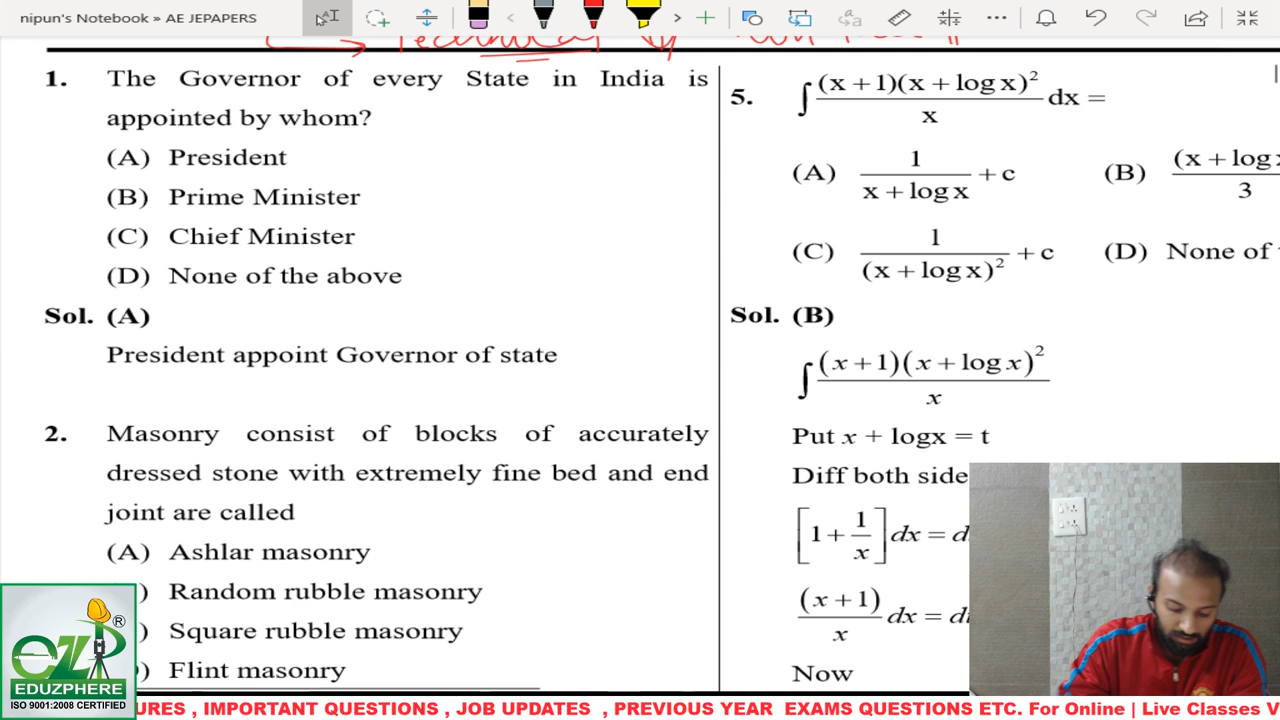 nipun's Notebook » AE JEPAPERS
1. The Governor of every State in India is
appointed by whom?
(A) President
(B) Prime Minister
(C) Chief Minister
(D) None of the above
Sol. (A)
President appoint Governor of state
2. Masonry consist of blocks of accurately
dressed stone with extremely fine bed and end
joint are called
(A) Ashlar masonry
) Random rubble masonry
) Square rubble masonry
) Flint masonry
5. ∫ (x + 1)(x + log x)² / x dx =
(A) 1 / x + log x + c (B) (x + log x / 3
(C) 1 / (x + log x)² + c (D) None of
Sol. (B)
∫ (x + 1)(x + log x)² / x
Put x + logx = t
Diff both side
[1 + 1/x] dx = d
(x + 1) / x dx = d
Now
EZP ®
EDUZPHERE
ISO 9001:2008 CERTIFIED
URES , IMPORTANT QUESTIONS , JOB UPDATES , PREVIOUS YEAR EXAMS QUESTIONS ETC. For Online | Live Classes V